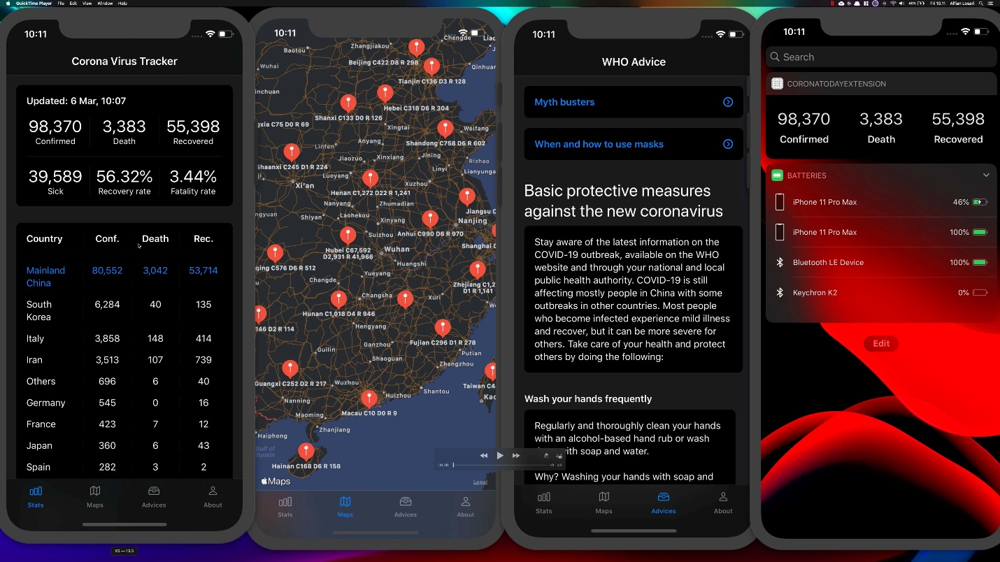 QuickTime Player File Edit View Window Help
46% Fri 10.11 Alfian Losari
10:11
Corona Virus Tracker
Updated: 6 Mar, 10:07
98,370 3,383 55,398
Confirmed Death Recovered
39,589 56.32% 3.44%
Sick Recovery rate Fatality rate
Country Conf. Death Rec.
Mainland China 80,552 3,042 53,714
South Korea 6,284 40 135
Italy 3,858 148 414
Iran 3,513 107 739
Others 696 6 40
Germany 545 0 16
France 423 7 12
Japan 360 6 43
Spain 282 3 2
Stats Maps Advices About
XS — 13.3
10:11
Chengde
Zhangjiakou
Baotou
Beijing C422 D8 R 298
Wuhai
Qinhuan
Tianjin C136 D3 R 128
inchuan
Hebei C318 D6 R 304
Shanxi C133 D0 R 126
gxia C75 D0 R 69
Xingtai
Weifang
Anyang
Shandong C758 D6 R 602
Linfen
Jiaozuo
Xinxiang
Jining
Rizhao
Shaanxi C245 D1 R 224
Linyi
Lianyunga
Luoyang
Xi'an
Xuzhou
Henan C1,272 D22 R 1,241
Nanyang
Zhumadian
Jiangsu C
Shiyan
Laohekou
Xinyang
Nanjing
Suizhou
Anhui C990 D6 R 970
Hubei C67,592
D2,931 R 41,966
Wuhan
Shanghai C
Huangshi
qing C576 D6 R 512
Yueyang
Changde
Zhejiang C1,2
D1 R 1,141
Changsha
Xuri
Hunan C1,018 D4 R 946
Hengyang
146 D2 R 114
Fujian C296 D1 R 278
Ganzhou
Guilin
Putian
Shaoguan
Zhangzhou
Guangxi C252 D2 R 217
Wuzhou
Taiwan C4
Shantou
Huizhou
Kao
Nanning
Macau C10 D0 R 9
Maoming
Zhanjiang
Haiphong
Gulf of
Tonkin
Hainan C168 D6 R 158
Maps
Legal
Stats Maps Advices About
10:11
WHO Advice
Myth busters
When and how to use masks
Basic protective measures
against the new coronavirus
Stay aware of the latest information on the
COVID-19 outbreak, available on the WHO
website and through your national and local
public health authority. COVID-19 is still
affecting mostly people in China with some
outbreaks in other countries. Most people
who become infected experience mild illness
and recover, but it can be more severe for
others. Take care of your health and protect
others by doing the following:
Wash your hands frequently
Regularly and thoroughly clean your hands
with an alcohol-based hand rub or wash
with soap and water.
Why? Washing your hands with soap and
00:00
Stats Maps Advices About
10:11
Search
CORONATODAYEXTENSION
98,370 3,383 55,398
Confirmed Death Recovered
BATTERIES
iPhone 11 Pro Max 46%
iPhone 11 Pro Max 100%
Bluetooth LE Device 100%
Keychron K2 0%
Edit